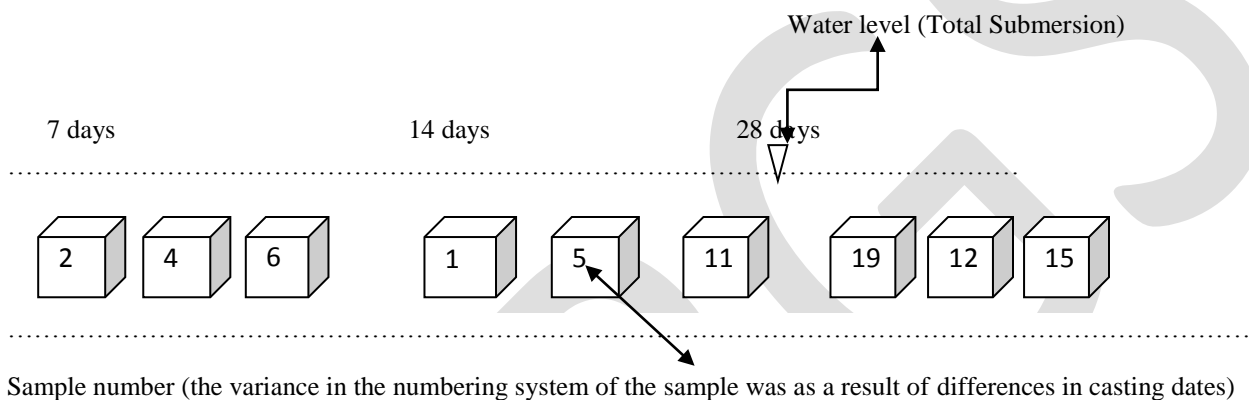 Water level (Total Submersion)
7 days 14 days 28 days
2 4 6 1 5 11 19 12 15
Sample number (the variance in the numbering system of the sample was as a result of differences in casting dates)